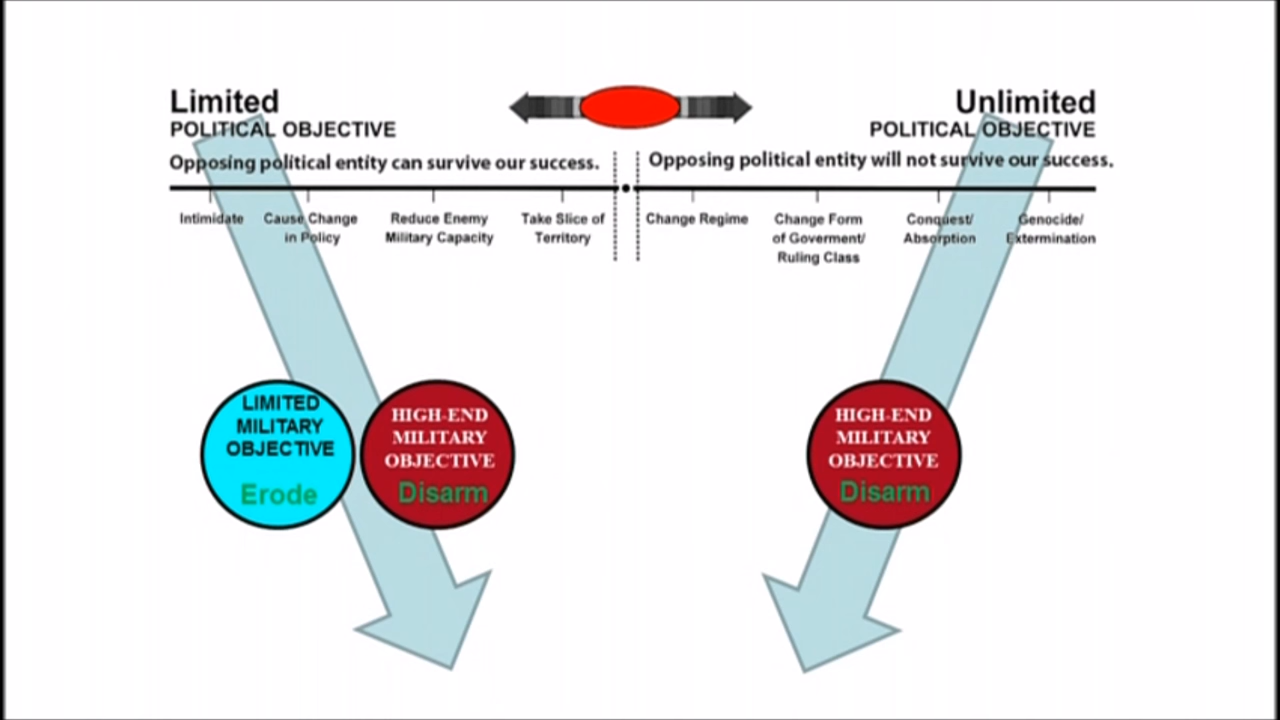 Limited
POLITICAL OBJECTIVE
Opposing political entity can survive our success.
Unlimited
POLITICAL OBJECTIVE
Opposing political entity will not survive our success.
Intimidate
Cause Change
in Policy
Reduce Enemy
Military Capacity
Take Slice of
Territory
Change Regime
Change Form
of Goverment/
Ruling Class
Conquest/
Absorption
Genocide/
Extermination
LIMITED
MILITARY
OBJECTIVE
Erode
HIGH-END
MILITARY
OBJECTIVE
Disarm
HIGH-END
MILITARY
OBJECTIVE
Disarm